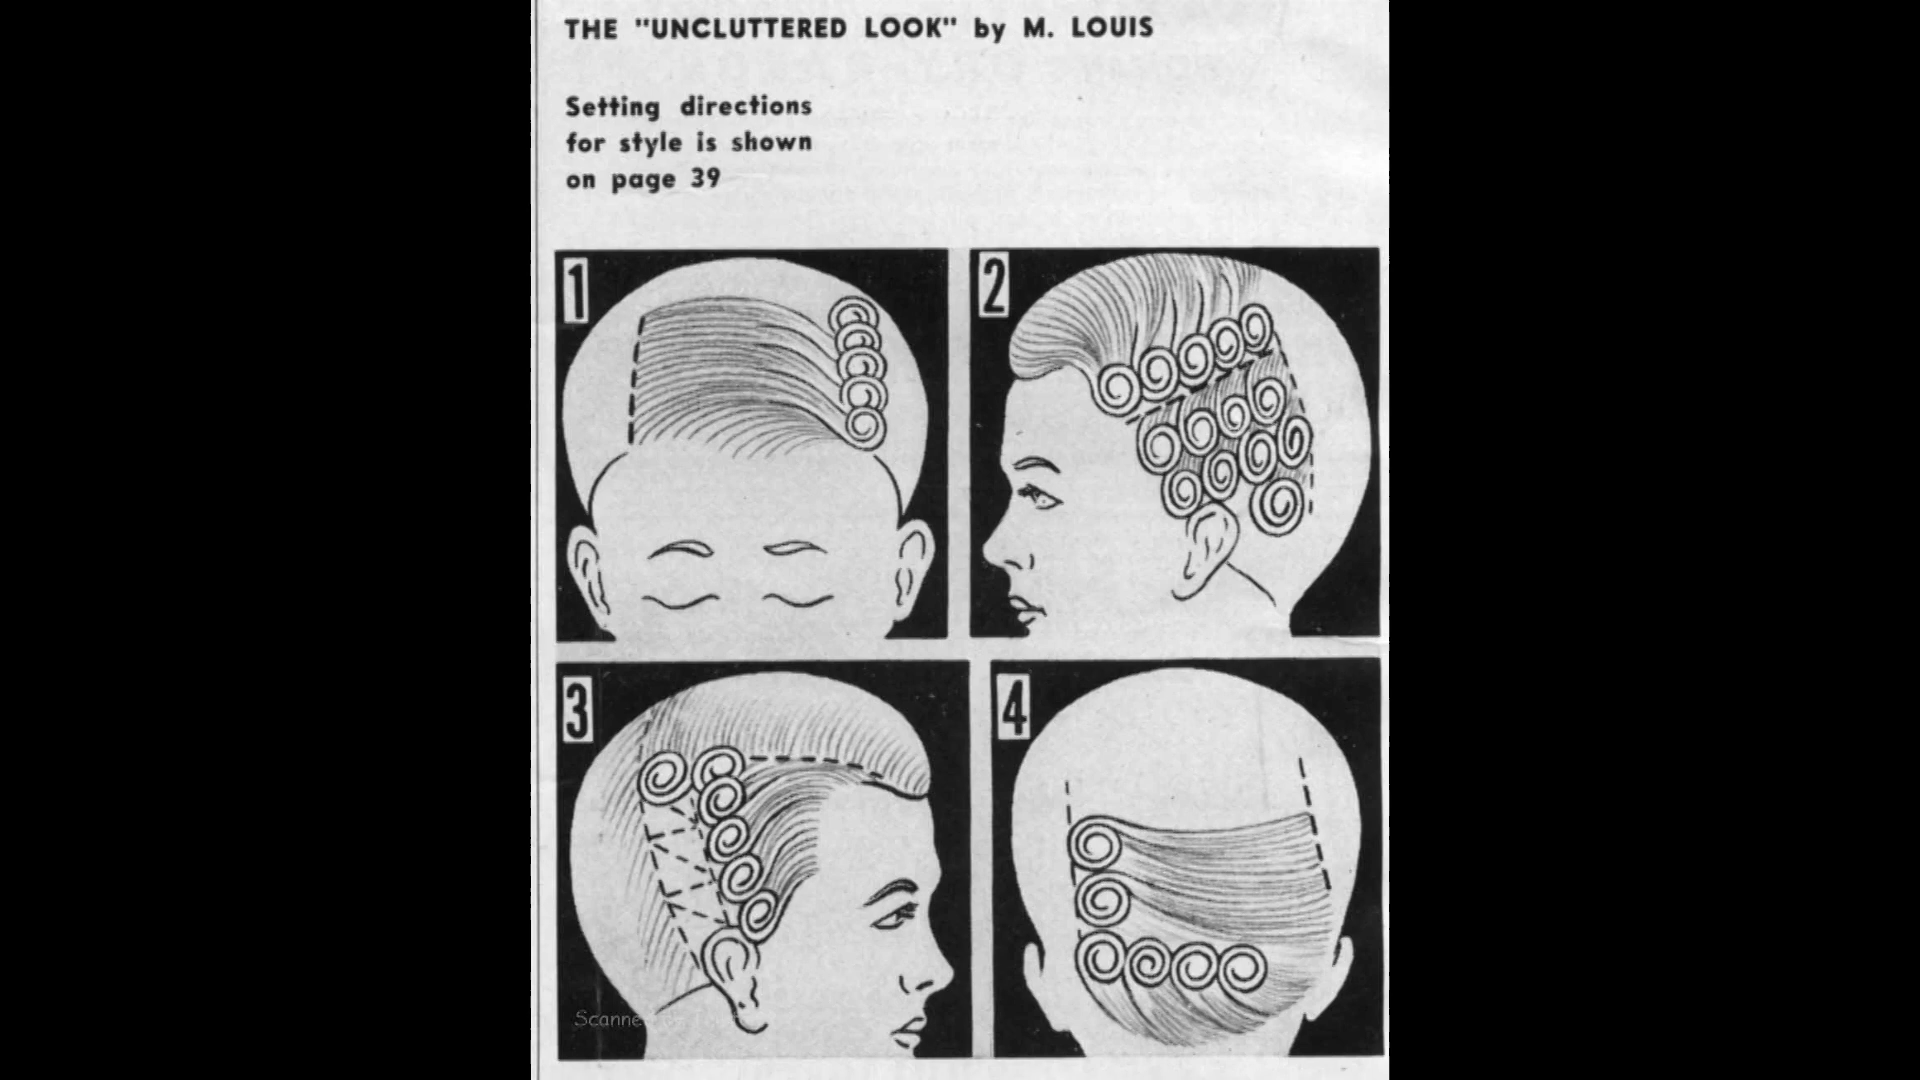 THE "UNCLUTTERED LOOK" by M. LOUIS
Setting directions
for style is shown
on page 39
1
2
3
4